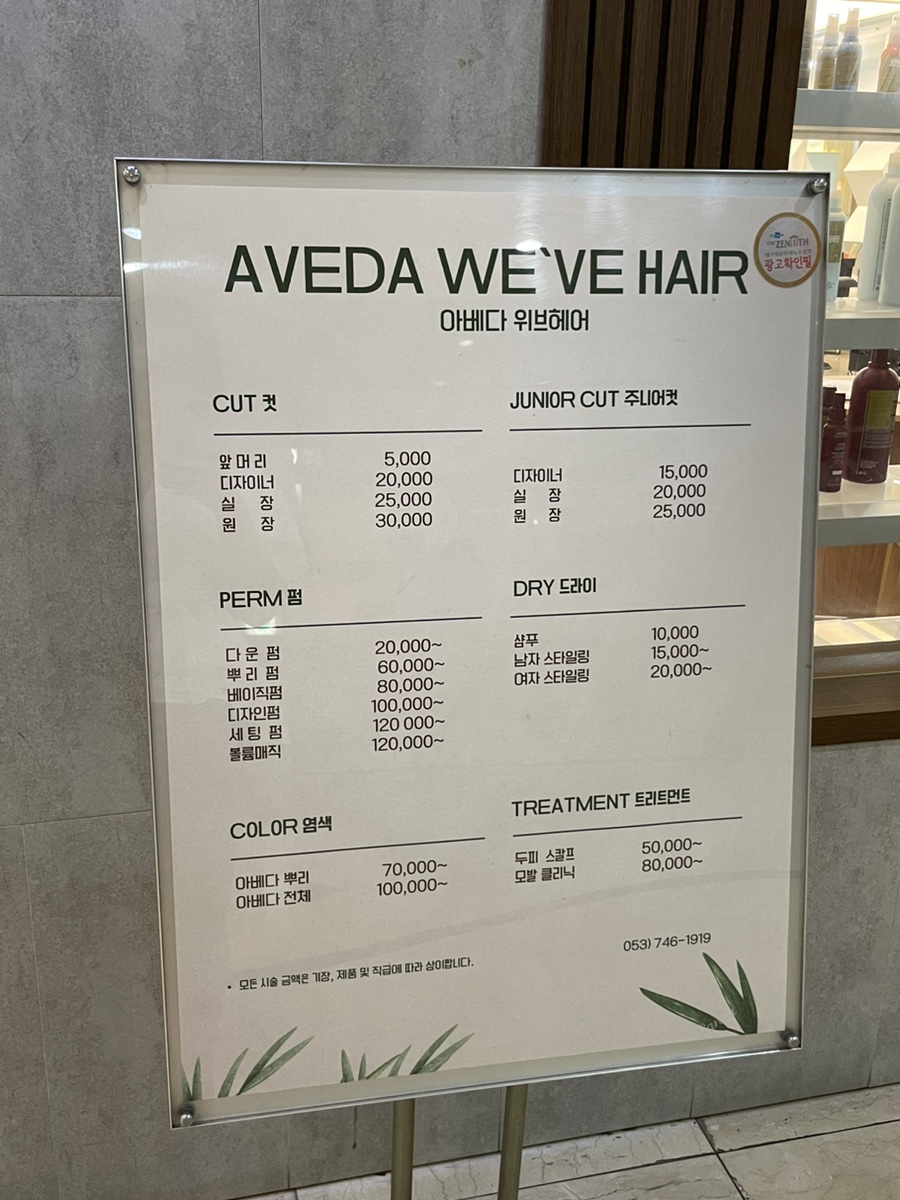 AVEDA WE`VE HAIR
아베다 위브헤어
THE ZENITH
광고확인필
CUT 컷
앞머리 5,000
디자이너 20,000
실 장 25,000
원 장 30,000
JUNIOR CUT 주니어컷
디자이너 15,000
실 장 20,000
원 장 25,000
PERM 펌
다운 펌 20,000~
뿌리 펌 60,000~
베이직펌 80,000~
디자인펌 100,000~
세팅 펌 120 000~
볼륨매직 120,000~
DRY 드라이
샴푸 10,000
남자 스타일링 15,000~
여자 스타일링 20,000~
COLOR 염색
아베다 뿌리 70,000~
아베다 전체 100,000~
TREATMENT 트리트먼트
두피 스칼프 50,000~
모발 클리닉 80,000~
053) 746-1919
• 모든 시술 금액은 기장, 제품 및 직급에 따라 상이합니다.